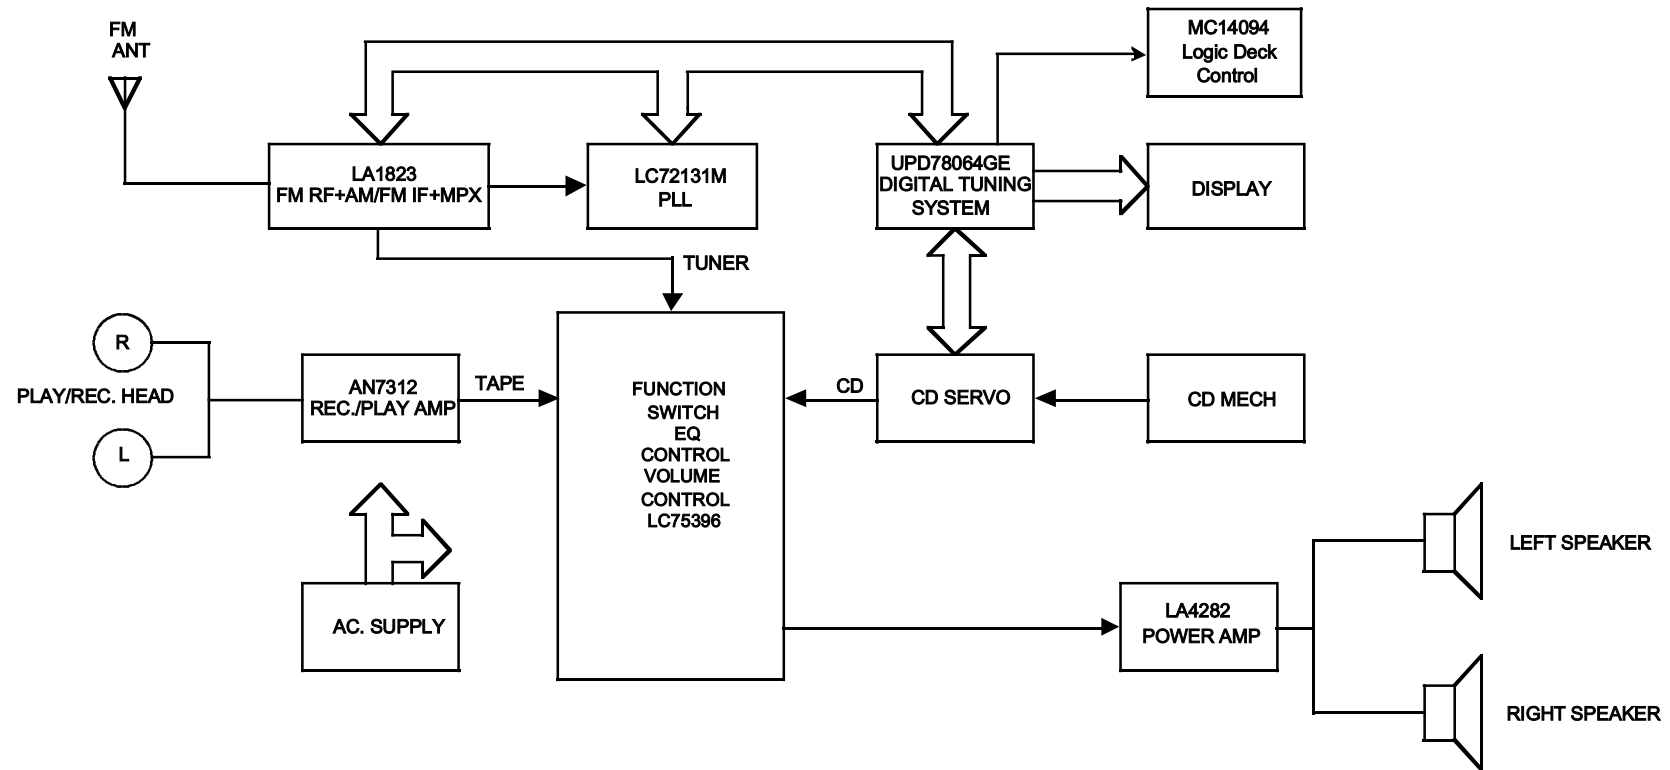 FM
ANT
MC14094
Logic Deck
Control
LA1823
FM RF+AM/FM IF+MPX
LC72131M
PLL
UPD78064GE
DIGITAL TUNING
SYSTEM
DISPLAY
TUNER
R
PLAY/REC. HEAD
L
AN7312
REC./PLAY AMP
TAPE
FUNCTION
SWITCH
EQ
CONTROL
VOLUME
CONTROL
LC75396
CD
CD SERVO
CD MECH
AC. SUPPLY
LA4282
POWER AMP
LEFT SPEAKER
RIGHT SPEAKER